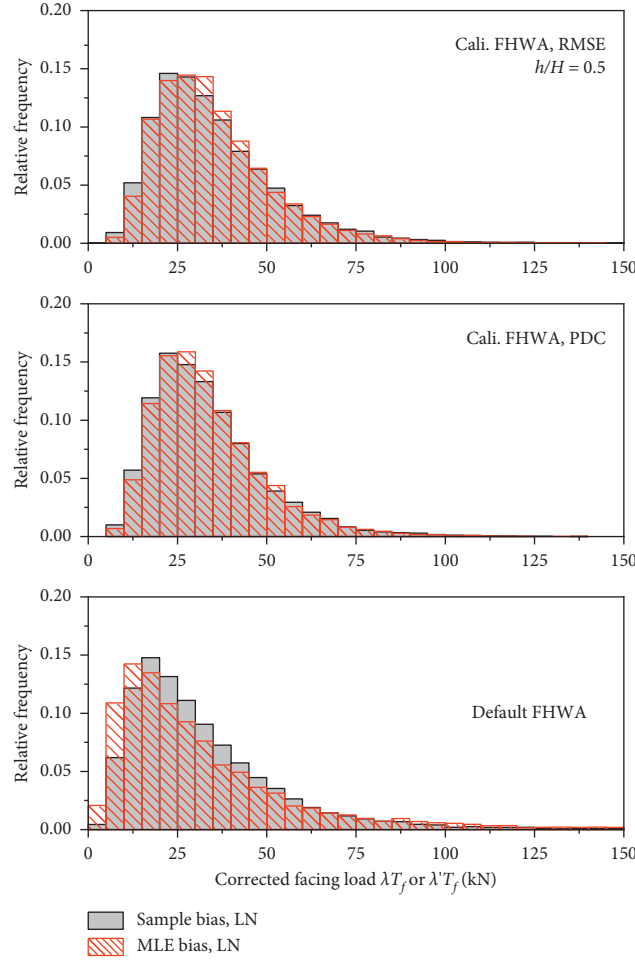 0.20
0.15
0.10
0.05
0.00
Relative frequency
Cali. FHWA, RMSE
h/H = 0.5
0 25 50 75 100 125 150
0.20
0.15
0.10
0.05
0.00
Relative frequency
Cali. FHWA, PDC
0 25 50 75 100 125 150
0.20
0.15
0.10
0.05
0.00
Relative frequency
Default FHWA
0 25 50 75 100 125 150
Corrected facing load λT_f or λ'T_f (kN)
Sample bias, LN
MLE bias, LN